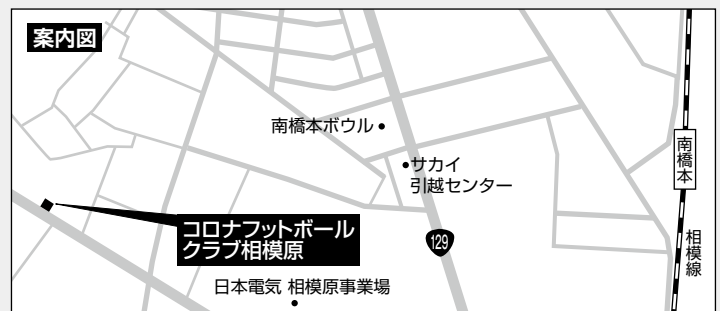 案内図
南橋本ボウル
サカイ
引越センター
南橋本
129
コロナフットボール
クラブ相模原
相模線
日本電気 相模原事業場